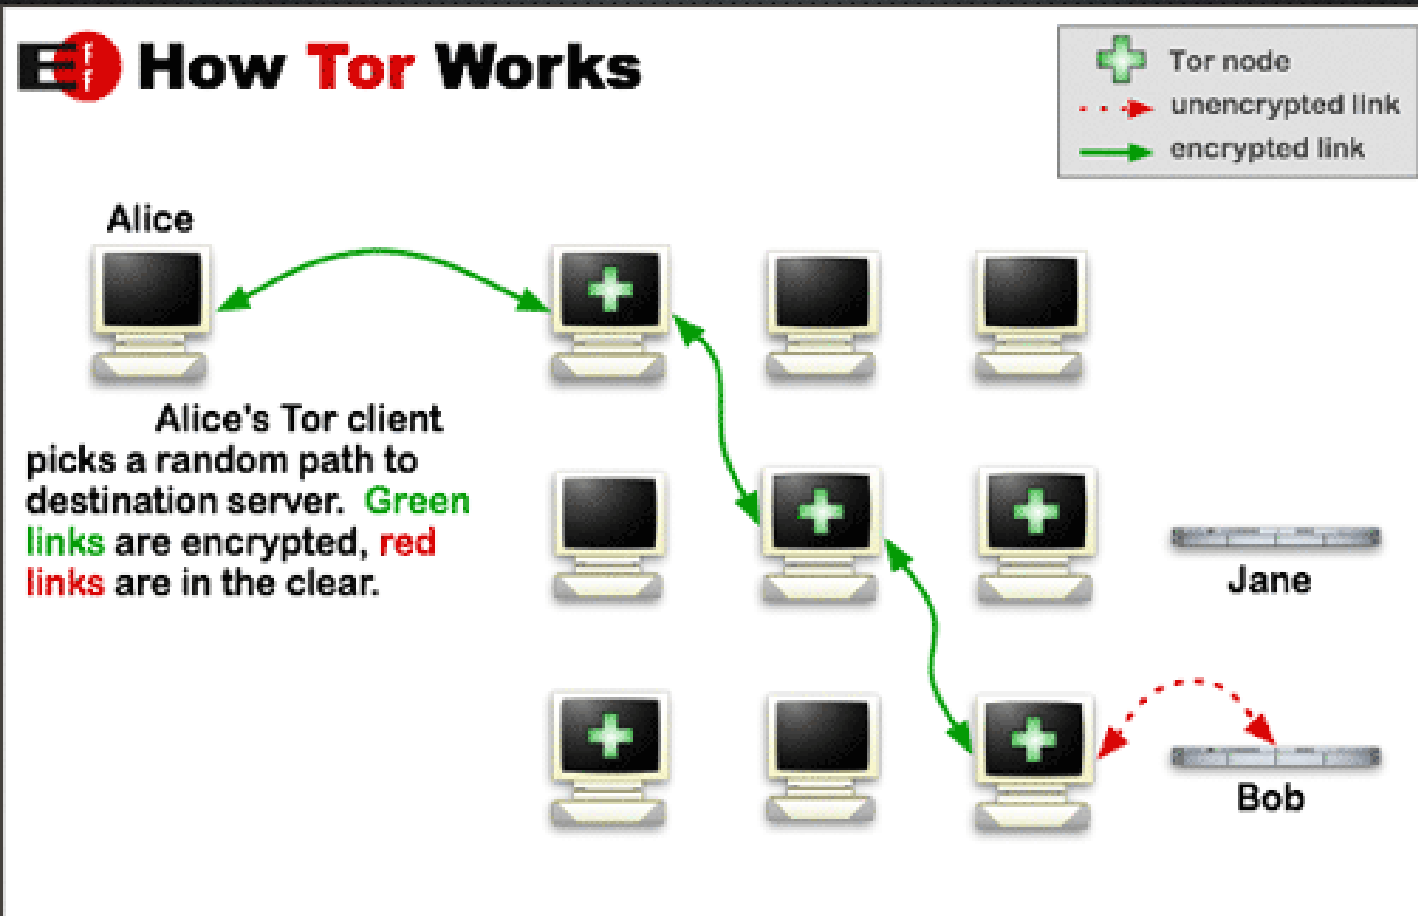 EFF How Tor Works
Tor node
unencrypted link
encrypted link
Alice
Alice's Tor client
picks a random path to
destination server. Green
links are encrypted, red
links are in the clear.
Jane
Bob